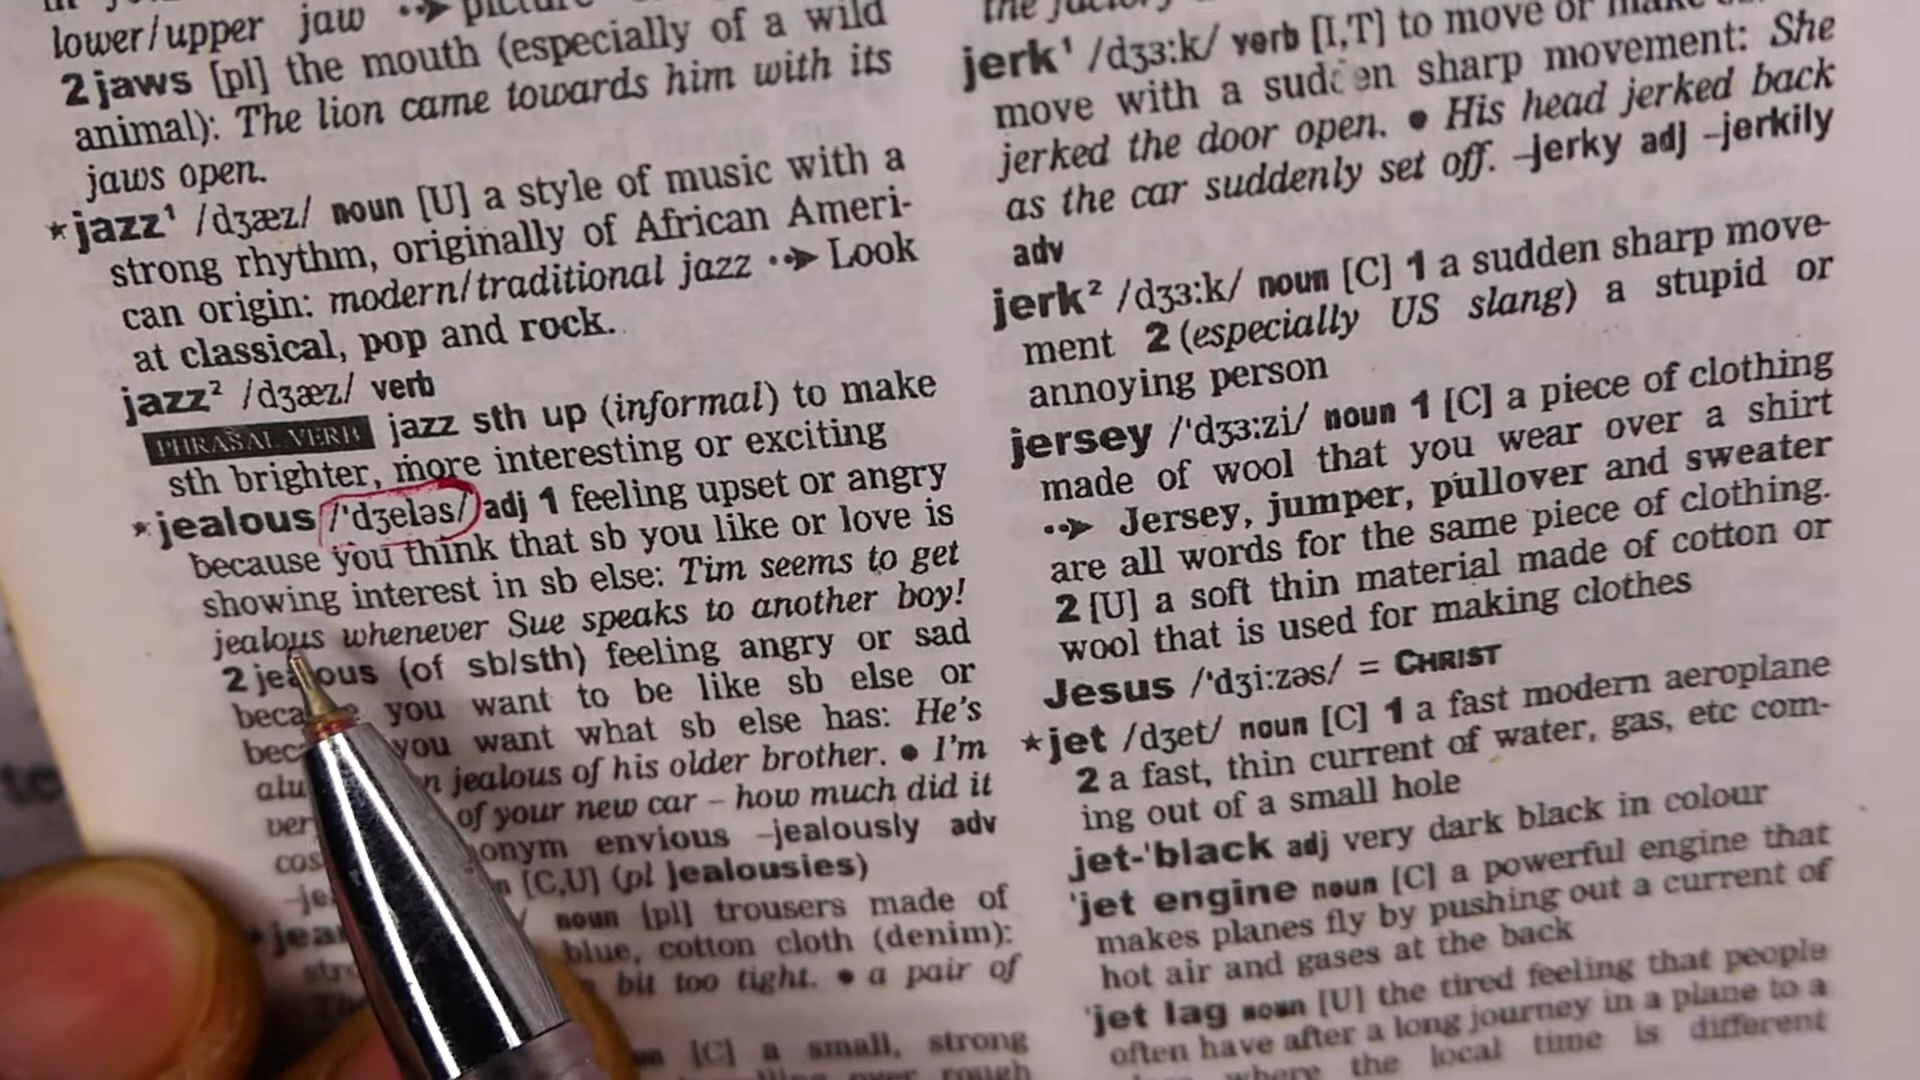 lower/upper jaw ··➔ picture
2 jaws [pl] the mouth (especially of a wild
animal): The lion came towards him with its
jaws open.
*jazz¹ /dʒæz/ noun [U] a style of music with a
strong rhythm, originally of African Ameri-
can origin: modern/traditional jazz ··➔ Look
at classical, pop and rock.
jazz² /dʒæz/ verb
PHRASAL VERB jazz sth up (informal) to make
sth brighter, more interesting or exciting
*jealous /ˈdʒeləs/ adj 1 feeling upset or angry
because you think that sb you like or love is
showing interest in sb else: Tim seems to get
jealous whenever Sue speaks to another boy!
2 jealous (of sb/sth) feeling angry or sad
you want to be like sb else or
you want what sb else has: He's
jealous of his older brother. ● I'm
of your new car – how much did it
envious –jealously adv
[C,U] (pl jealousies)
noun [pl] trousers made of
blue, cotton cloth (denim):
bit too tight. ● a pair of
[C] a small, strong
rough
the
jerk¹ /dʒɜːk/ verb [I,T] to move or make
move with a sudden sharp movement: She
jerked the door open. ● His head jerked back
as the car suddenly set off. –jerky adj –jerkily
adv
jerk² /dʒɜːk/ noun [C] 1 a sudden sharp move-
ment 2 (especially US slang) a stupid or
annoying person
jersey /ˈdʒɜːzi/ noun 1 [C] a piece of clothing
made of wool that you wear over a shirt
··➔ Jersey, jumper, pullover and sweater
are all words for the same piece of clothing.
2 [U] a soft thin material made of cotton or
wool that is used for making clothes
Jesus /ˈdʒiːzəs/ = CHRIST
*jet /dʒet/ noun [C] 1 a fast modern aeroplane
2 a fast, thin current of water, gas, etc com-
ing out of a small hole
jet-ˈblack adj very dark black in colour
ˈjet engine noun [C] a powerful engine that
makes planes fly by pushing out a current of
hot air and gases at the back
ˈjet lag noun [U] the tired feeling that people
often have after a long journey in a plane to a
where the local time is different